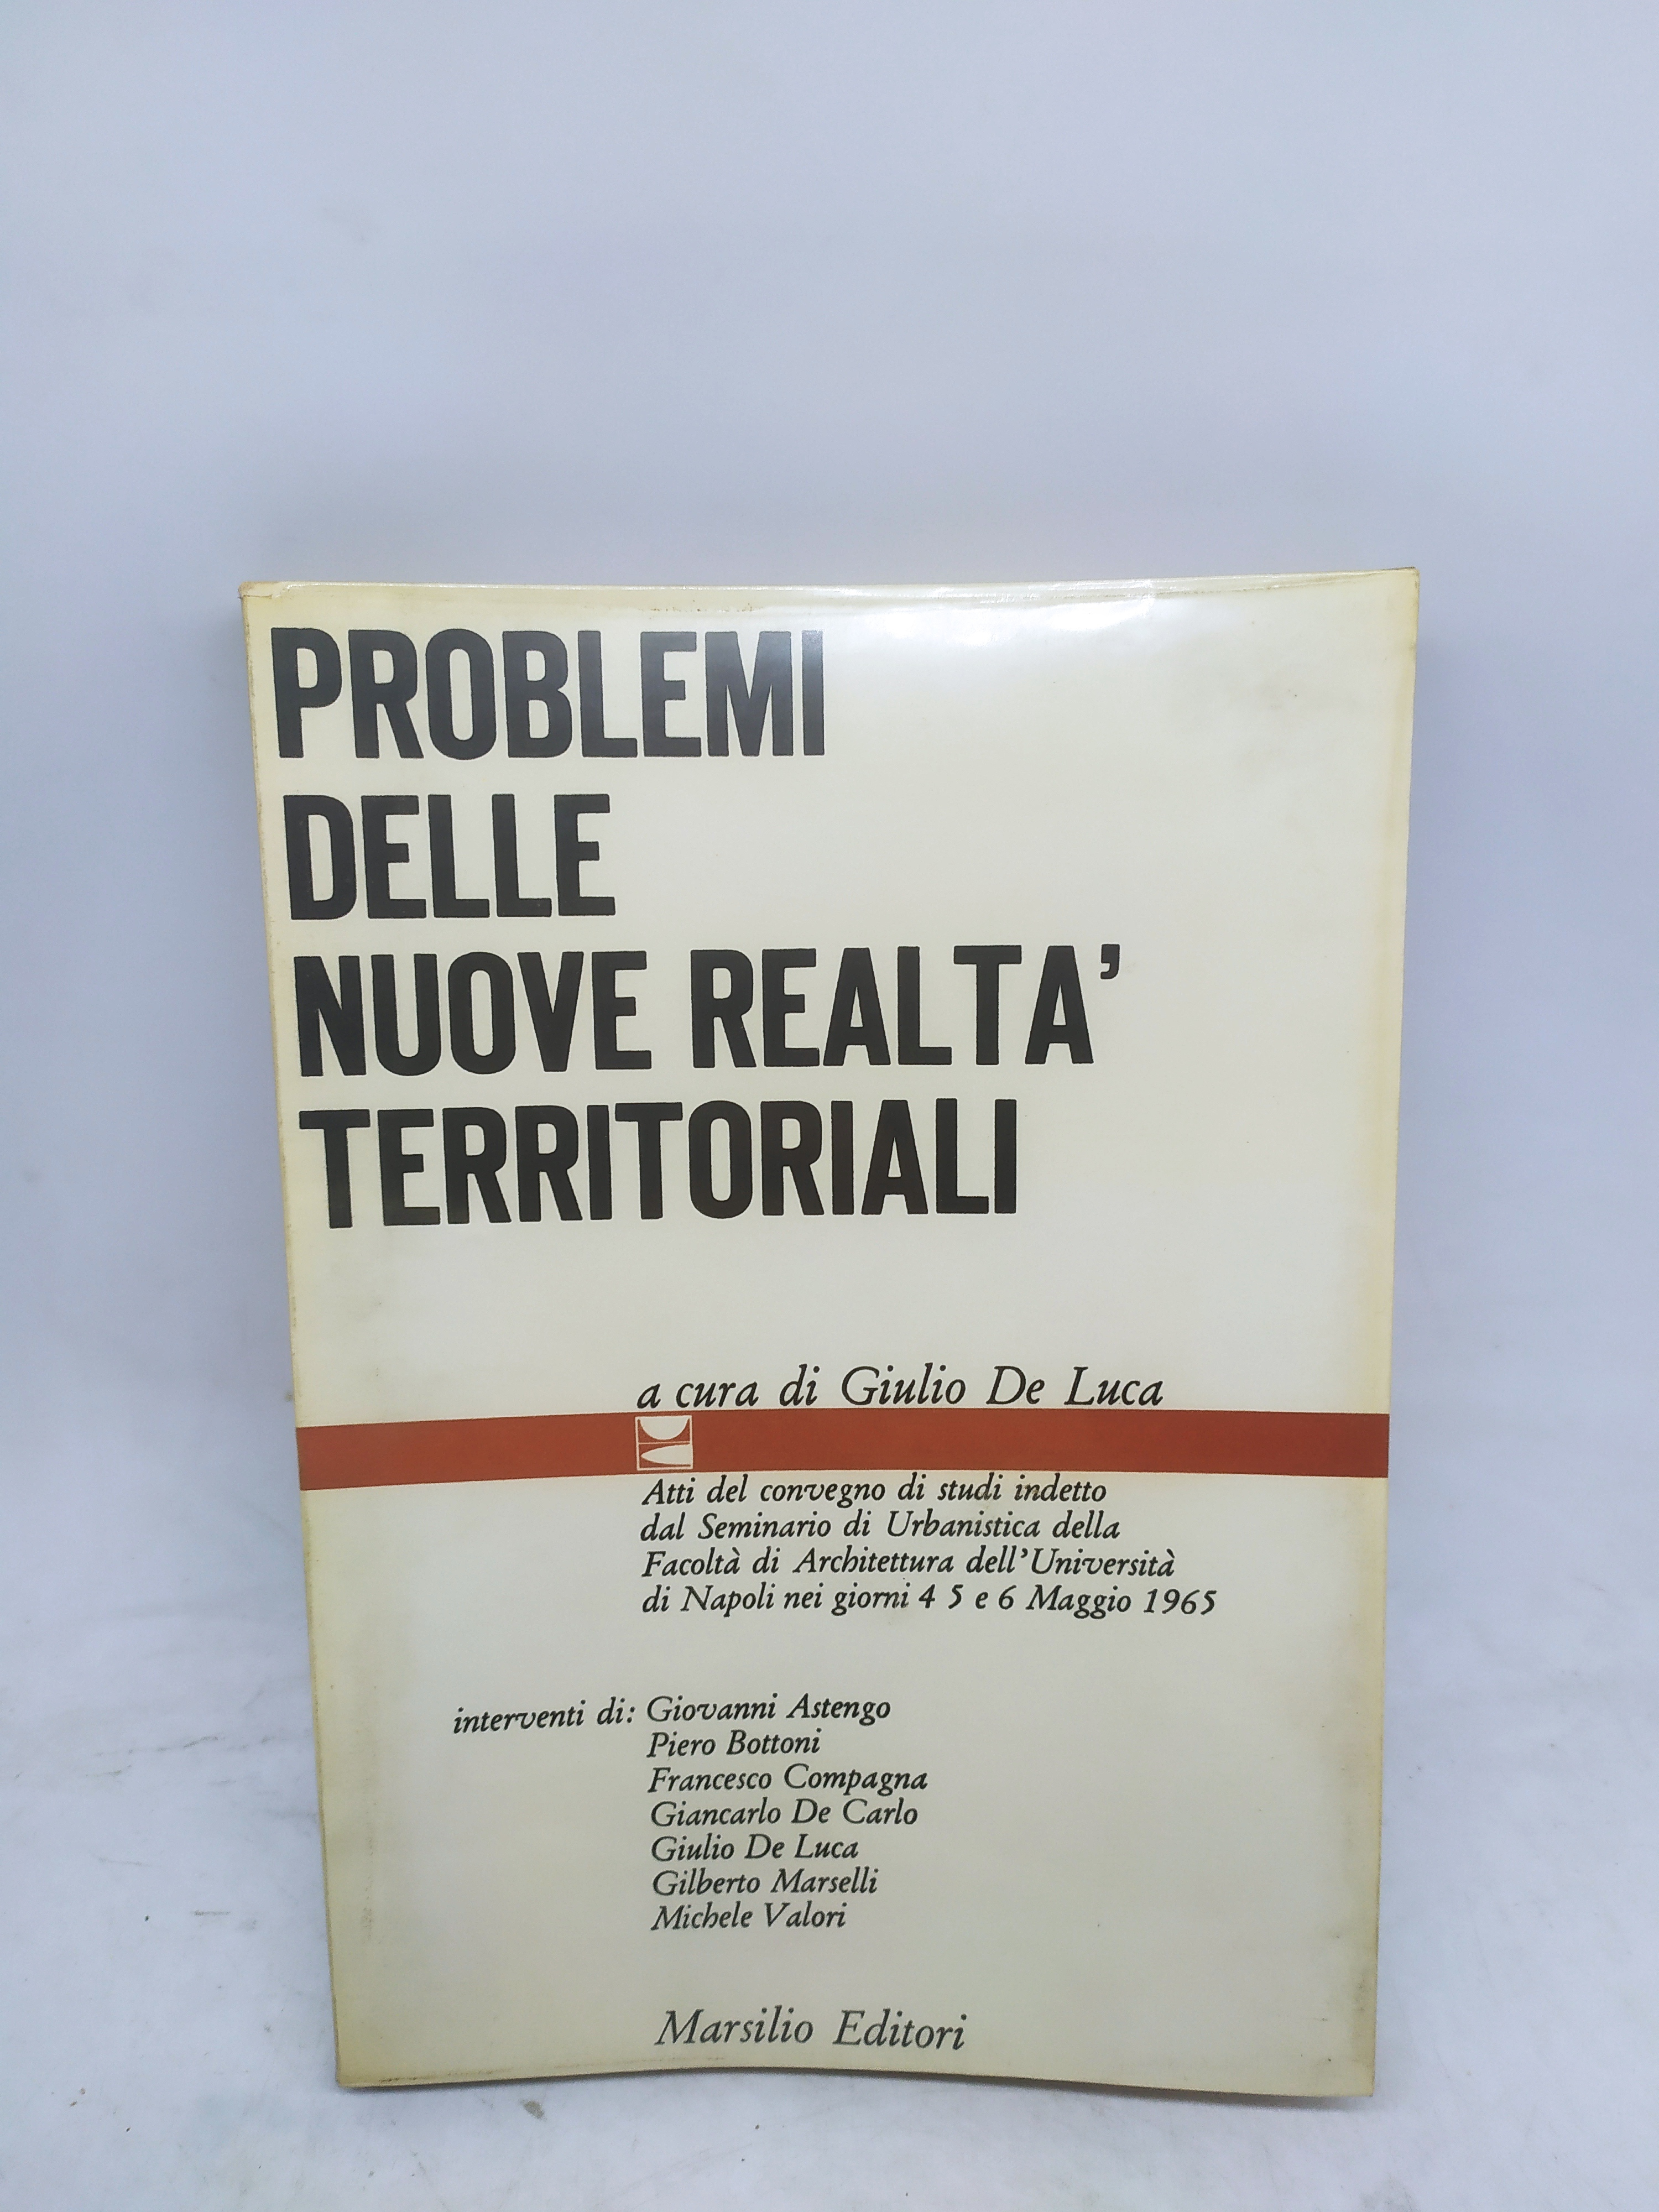 PROBLEMI
DELLE
NUOVE REALTA'
TERRITORIALI
a cura di Giulio De Luca
Atti del convegno di studi indetto
dal Seminario di Urbanistica della
Facoltà di Architettura dell'Università
di Napoli nei giorni 4 5 e 6 Maggio 1965
interventi di: Giovanni Astengo
Piero Bottoni
Francesco Compagna
Giancarlo De Carlo
Giulio De Luca
Gilberto Marselli
Michele Valori
Marsilio Editori